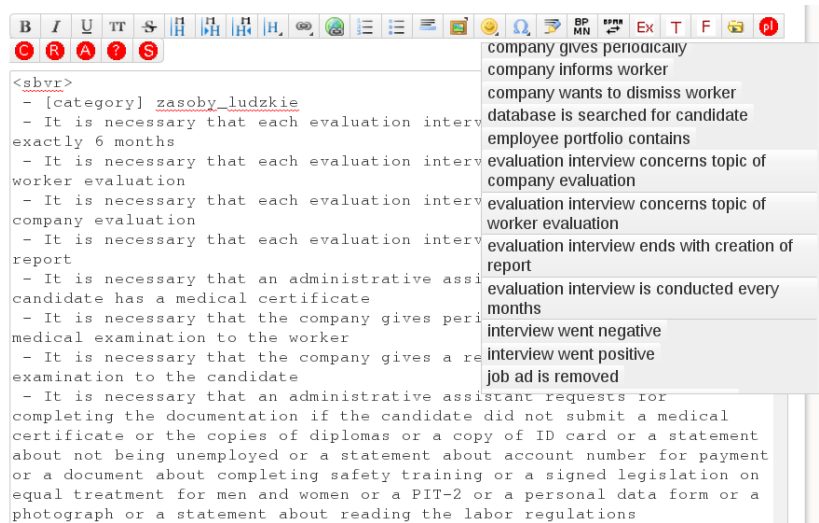 B I U TT S H H H H BP MN BPMN Ex T F pl
C R A ? S
<sbvr>
- [category] zasoby_ludzkie
- It is necessary that each evaluation interv
exactly 6 months
- It is necessary that each evaluation interv
worker evaluation
- It is necessary that each evaluation interv
company evaluation
- It is necessary that each evaluation interv
report
- It is necessary that an administrative assi
candidate has a medical certificate
- It is necessary that the company gives peri
medical examination to the worker
- It is necessary that the company gives a re
examination to the candidate
- It is necessary that an administrative assistant requests for
completing the documentation if the candidate did not submit a medical
certificate or the copies of diplomas or a copy of ID card or a statement
about not being unemployed or a statement about account number for payment
or a document about completing safety training or a signed legislation on
equal treatment for men and women or a PIT-2 or a personal data form or a
photograph or a statement about reading the labor regulations
company gives periodically
company informs worker
company wants to dismiss worker
database is searched for candidate
employee portfolio contains
evaluation interview concerns topic of
company evaluation
evaluation interview concerns topic of
worker evaluation
evaluation interview ends with creation of
report
evaluation interview is conducted every
months
interview went negative
interview went positive
job ad is removed